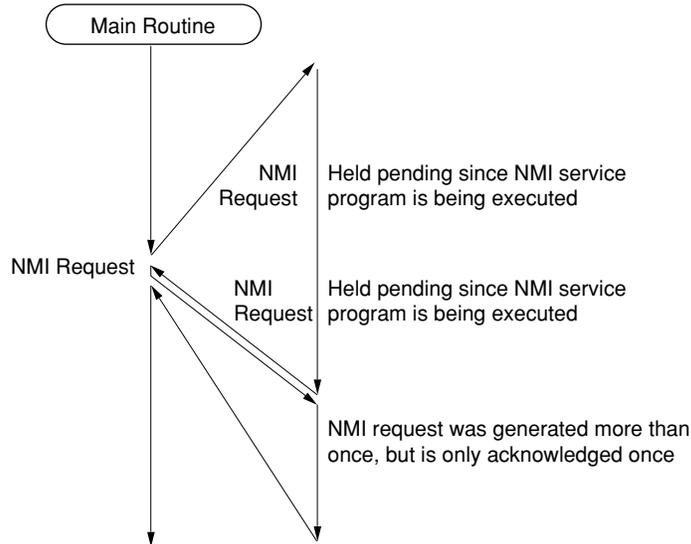 Main Routine
NMI
Request
Held pending since NMI service
program is being executed
NMI Request
NMI
Request
Held pending since NMI service
program is being executed
NMI request was generated more than
once, but is only acknowledged once